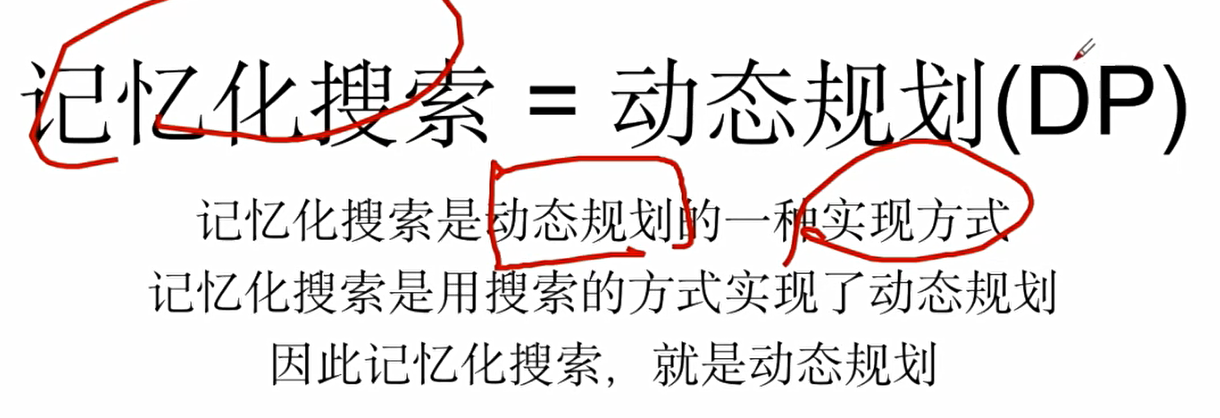 记忆化搜索 = 动态规划(DP)
记忆化搜索是动态规划的一种实现方式
记忆化搜索是用搜索的方式实现了动态规划
因此记忆化搜索，就是动态规划